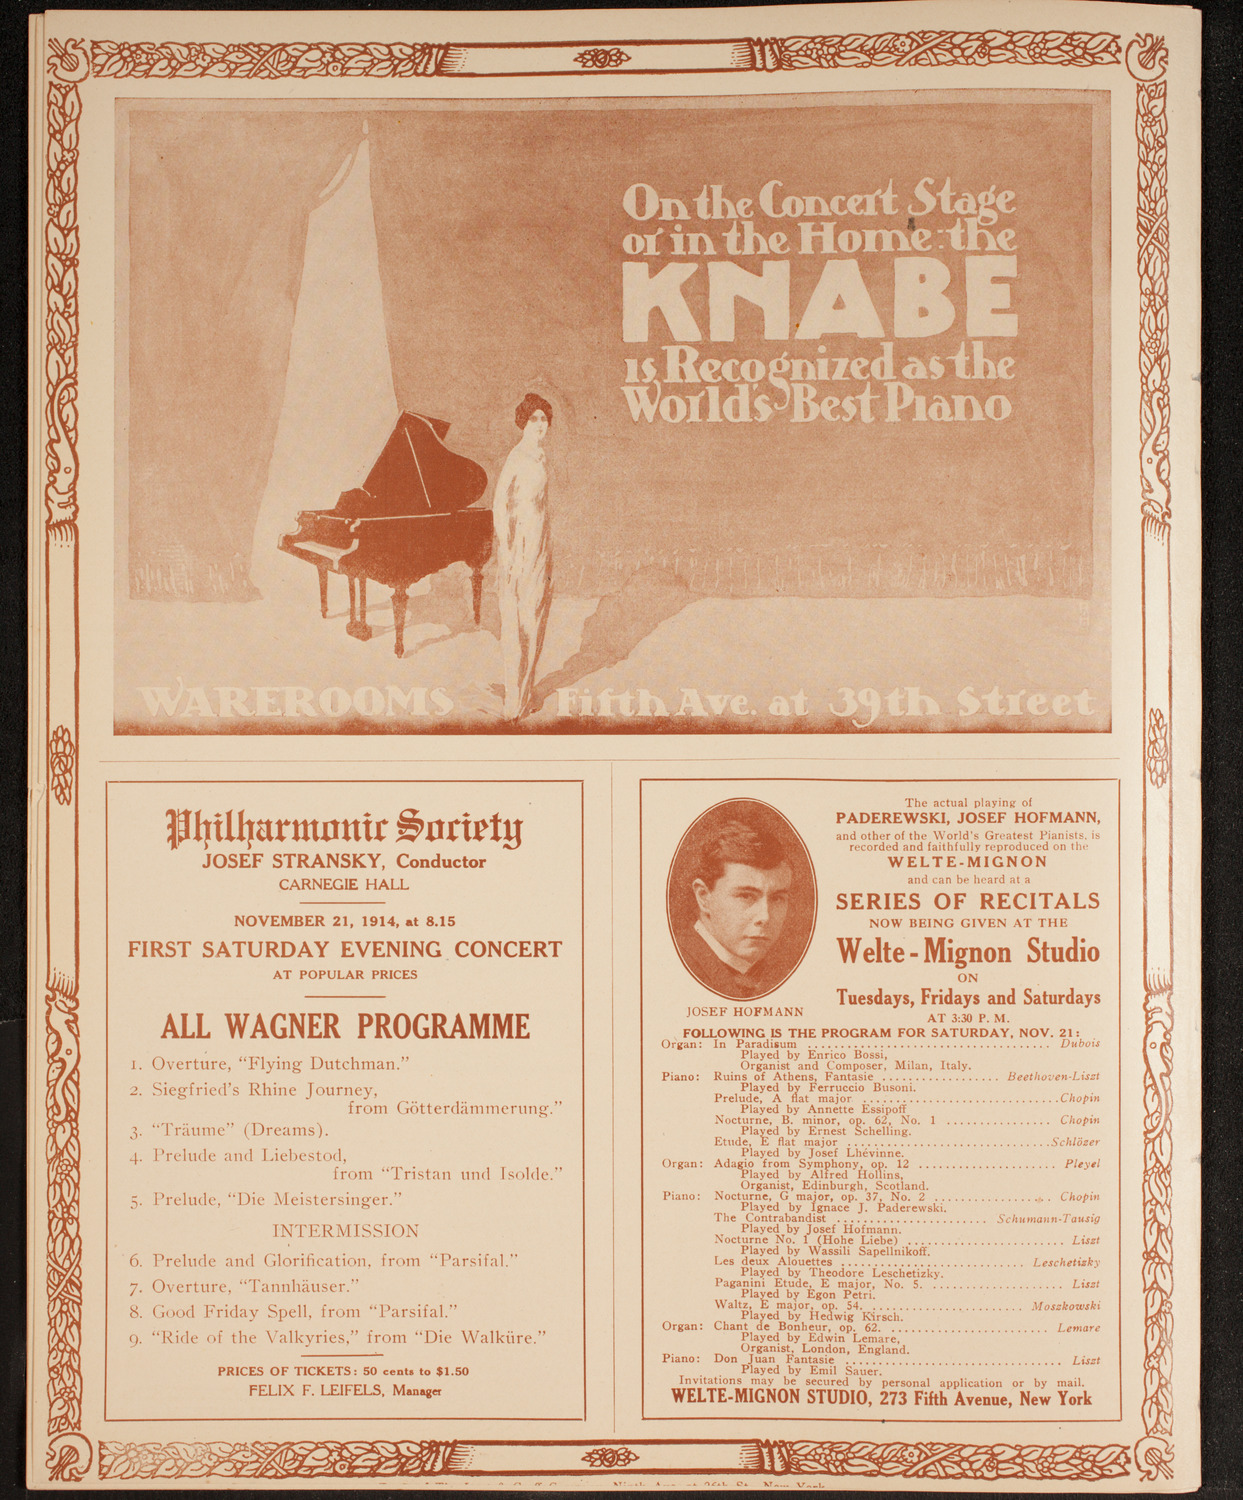 On the Concert Stage
or in the Home the
KNABE
is Recognized as the
World's Best Piano
WAREROOMS Fifth Ave. at 39th Street
Philharmonic Society
JOSEF STRANSKY, Conductor
CARNEGIE HALL
NOVEMBER 21, 1914, at 8.15
FIRST SATURDAY EVENING CONCERT
AT POPULAR PRICES
ALL WAGNER PROGRAMME
1. Overture, "Flying Dutchman."
2. Siegfried's Rhine Journey,
from Götterdämmerung."
3. "Träume" (Dreams).
4. Prelude and Liebestod,
from "Tristan und Isolde."
5. Prelude, "Die Meistersinger."
INTERMISSION
6. Prelude and Glorification, from "Parsifal."
7. Overture, "Tannhäuser."
8. Good Friday Spell, from "Parsifal."
9. "Ride of the Valkyries," from "Die Walküre."
PRICES OF TICKETS: 50 cents to $1.50
FELIX F. LEIFELS, Manager
The actual playing of
PADEREWSKI, JOSEF HOFMANN,
and other of the World's Greatest Pianists, is
recorded and faithfully reproduced on the
WELTE-MIGNON
and can be heard at a
SERIES OF RECITALS
NOW BEING GIVEN AT THE
Welte-Mignon Studio
ON
Tuesdays, Fridays and Saturdays
AT 3:30 P. M.
JOSEF HOFMANN
FOLLOWING IS THE PROGRAM FOR SATURDAY, NOV. 21:
Organ: In Paradisum ........ Dubois
Played by Enrico Bossi,
Organist and Composer, Milan, Italy.
Piano: Ruins of Athens, Fantasie ........ Beethoven-Liszt
Played by Ferruccio Busoni.
Prelude, A flat major ........ Chopin
Played by Annette Essipoff
Nocturne, B. minor, op. 62, No. 1 ........ Chopin
Played by Ernest Schelling.
Etude, E flat major ........ Schlözer
Played by Josef Lhévinne.
Organ: Adagio from Symphony, op. 12 ........ Pleyel
Played by Alfred Hollins,
Organist, Edinburgh, Scotland.
Piano: Nocturne, G major, op. 37, No. 2 ........ Chopin
Played by Ignace J. Paderewski.
The Contrabandist ........ Schumann-Tausig
Played by Josef Hofmann.
Nocturne No. 1 (Hohe Liebe) ........ Liszt
Played by Wassili Sapellnikoff.
Les deux Alouettes ........ Leschetizky
Played by Theodore Leschetizky.
Paganini Etude, E major, No. 5. ........ Liszt
Played by Egon Petri.
Waltz, E major, op. 54. ........ Moszkowski
Played by Hedwig Kirsch.
Organ: Chant de Bonheur, op. 62. ........ Lemare
Played by Edwin Lemare,
Organist, London, England.
Piano: Don Juan Fantasie ........ Liszt
Played by Emil Sauer.
Invitations may be secured by personal application or by mail.
WELTE-MIGNON STUDIO, 273 Fifth Avenue, New York